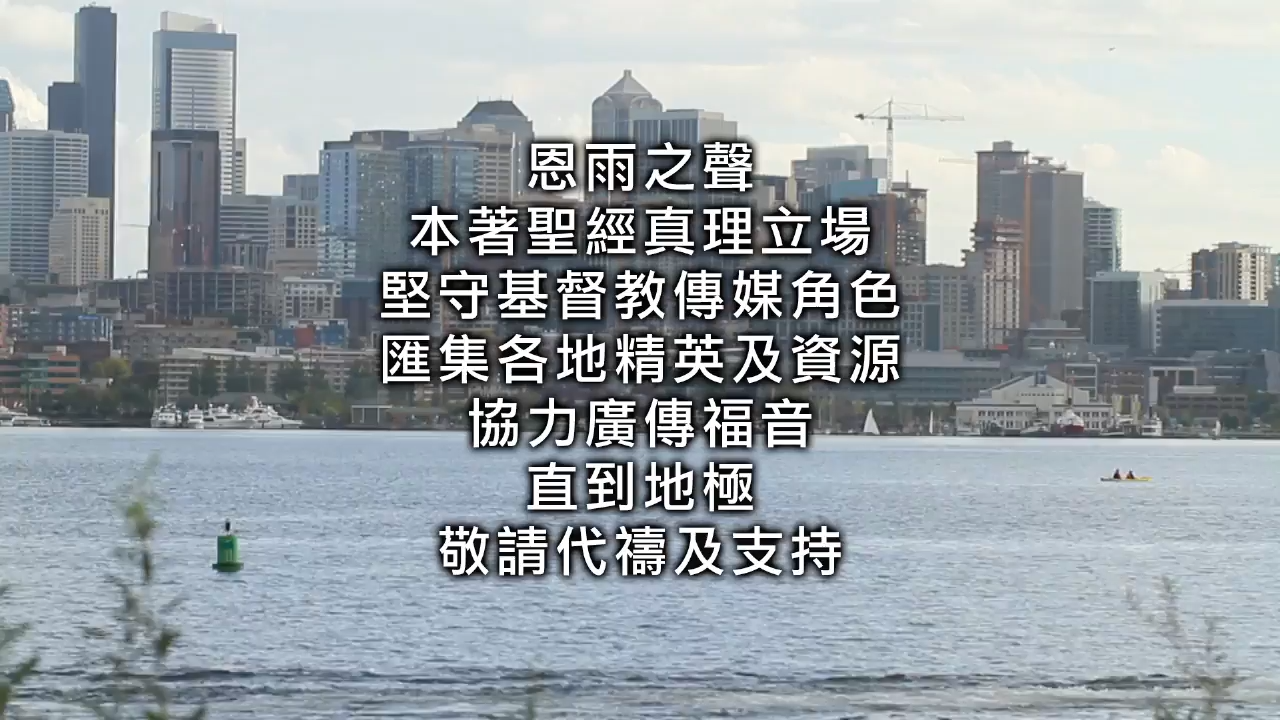 恩雨之聲
本著聖經真理立場
堅守基督教傳媒角色
匯集各地精英及資源
協力廣傳福音
直到地極
敬請代禱及支持